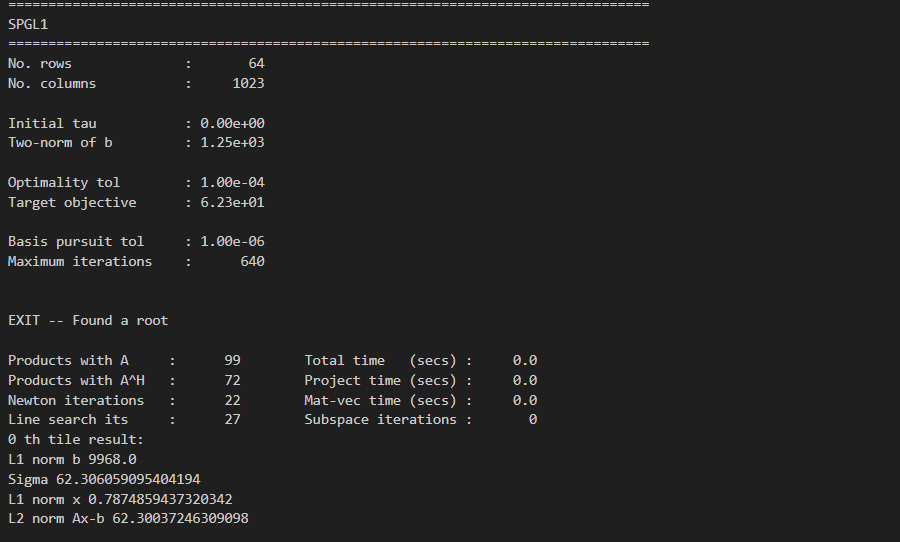 ================================================================================
SPGL1
================================================================================
No. rows              :       64
No. columns           :     1023

Initial tau           : 0.00e+00
Two-norm of b         : 1.25e+03

Optimality tol        : 1.00e-04
Target objective      : 6.23e+01

Basis pursuit tol     : 1.00e-06
Maximum iterations    :      640


EXIT -- Found a root

Products with A     :      99        Total time   (secs) :     0.0
Products with A^H   :      72        Project time (secs) :     0.0
Newton iterations   :      22        Mat-vec time (secs) :     0.0
Line search its     :      27        Subspace iterations :       0
0 th tile result:
L1 norm b 9968.0
Sigma 62.306059095404194
L1 norm x 0.7874859437320342
L2 norm Ax-b 62.30037246309098